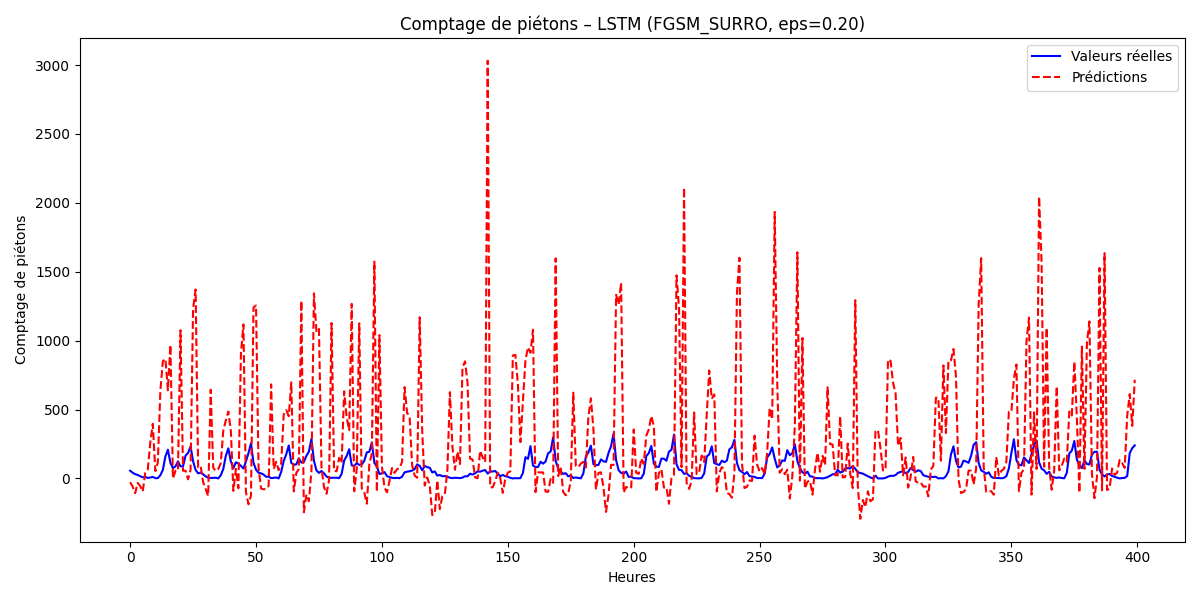 Comptage de piétons – LSTM (FGSM_SURRO, eps=0.20)
Valeurs réelles
Prédictions
Comptage de piétons
3000
2500
2000
1500
1000
500
0
0 50 100 150 200 250 300 350 400
Heures